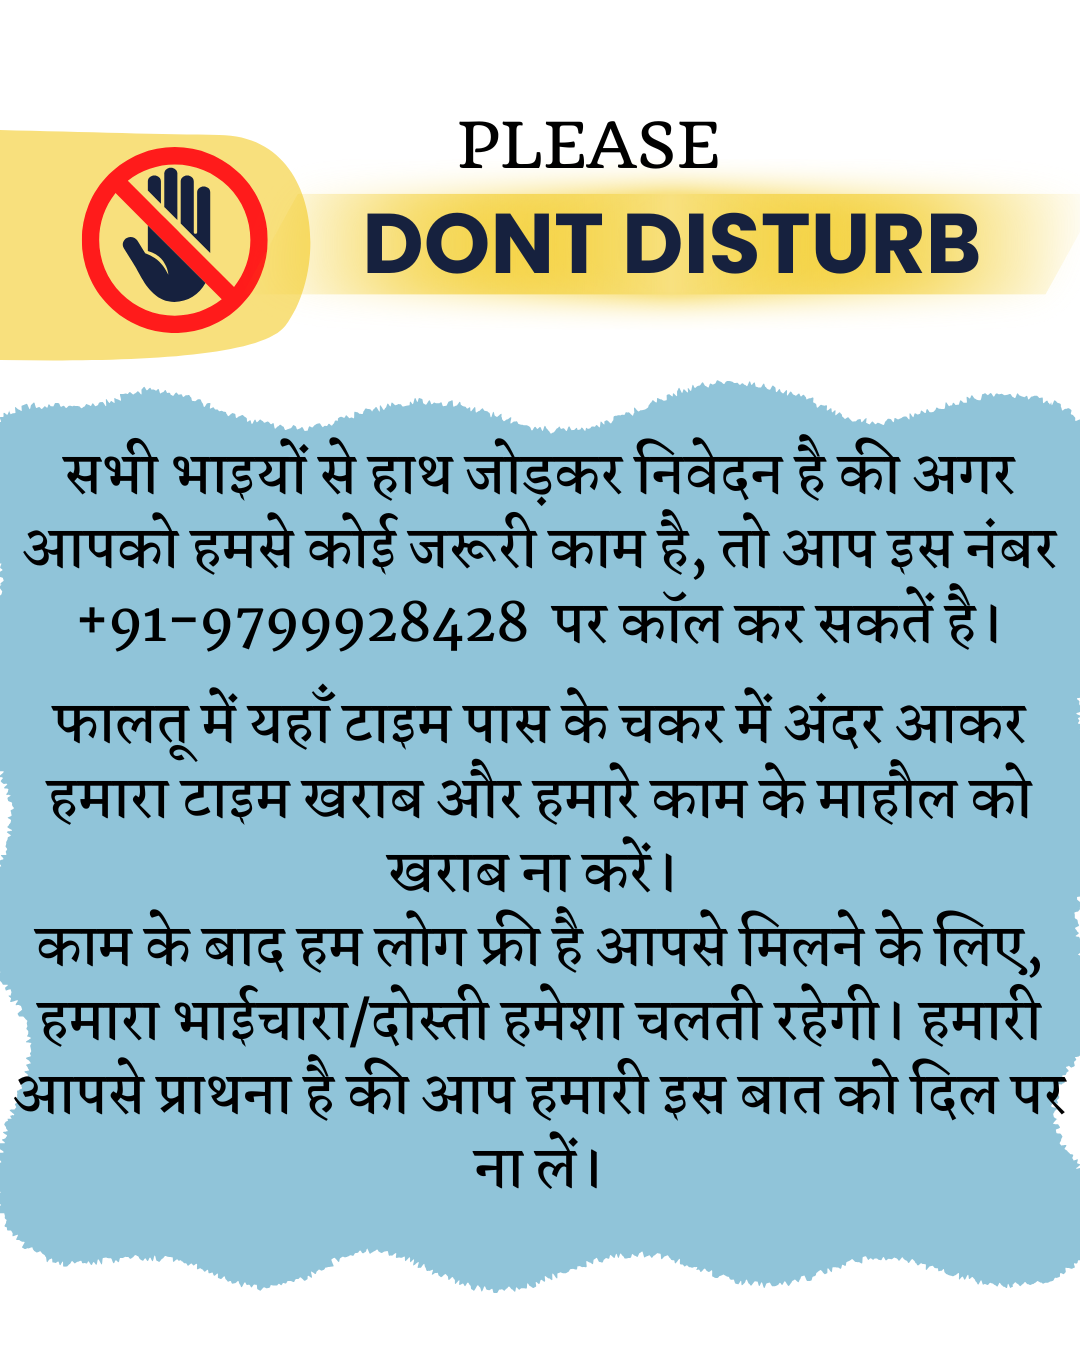 PLEASE
DONT DISTURB
सभी भाइयों से हाथ जोड़कर निवेदन है की अगर
आपको हमसे कोई जरूरी काम है, तो आप इस नंबर
+91-9799928428 पर कॉल कर सकतें है।
फालतू में यहाँ टाइम पास के चकर में अंदर आकर
हमारा टाइम खराब और हमारे काम के माहौल को
खराब ना करें।
काम के बाद हम लोग फ्री है आपसे मिलने के लिए,
हमारा भाईचारा/दोस्ती हमेशा चलती रहेगी। हमारी
आपसे प्राथना है की आप हमारी इस बात को दिल पर
ना लें।